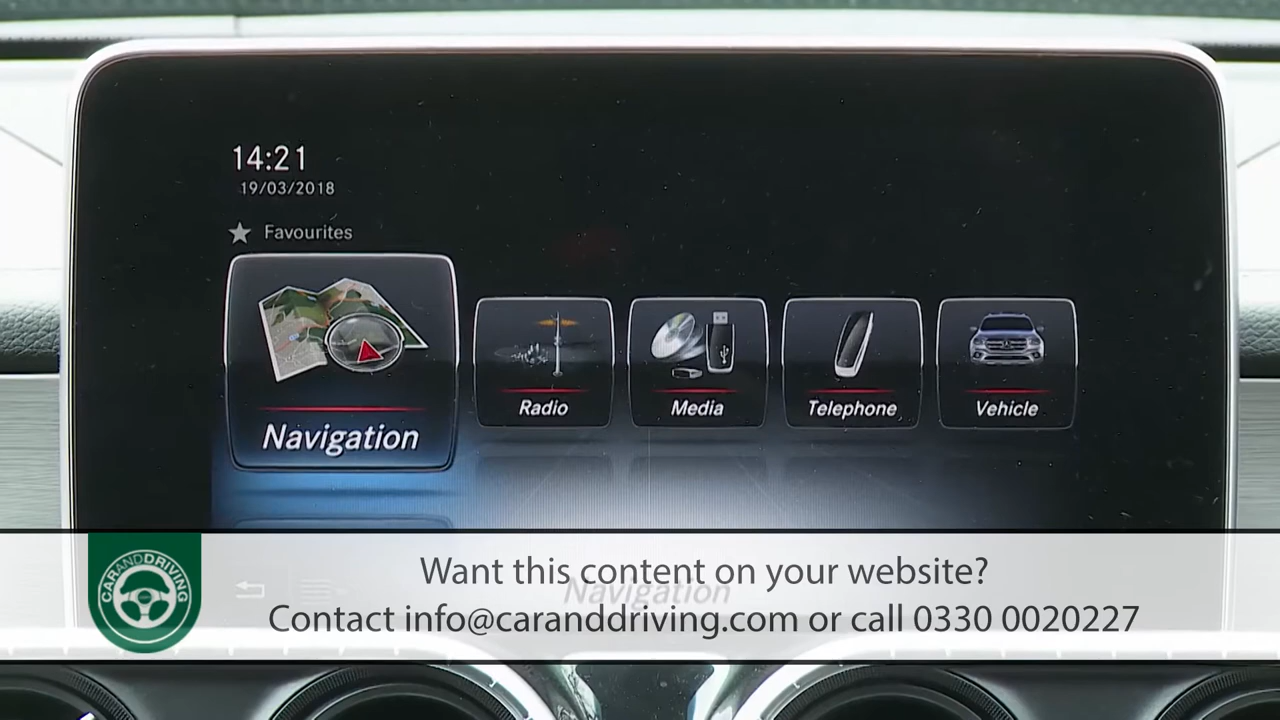 14:21
19/03/2018
Favourites
Navigation
Radio
Media
Telephone
Vehicle
Navigation
CARANDDRIVING
Want this content on your website?
Contact info@caranddriving.com or call 0330 0020227